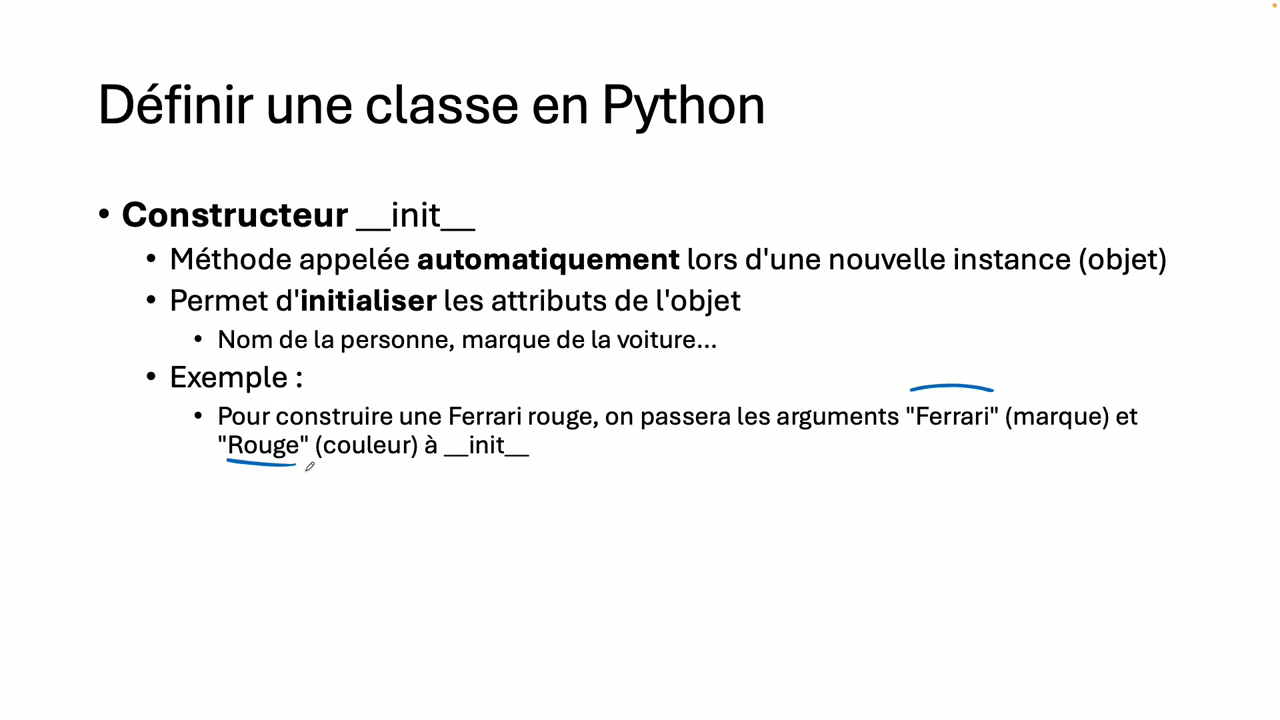 Définir une classe en Python
• Constructeur __init__
• Méthode appelée automatiquement lors d'une nouvelle instance (objet)
• Permet d'initialiser les attributs de l'objet
• Nom de la personne, marque de la voiture...
• Exemple :
• Pour construire une Ferrari rouge, on passera les arguments "Ferrari" (marque) et
"Rouge" (couleur) à __init__